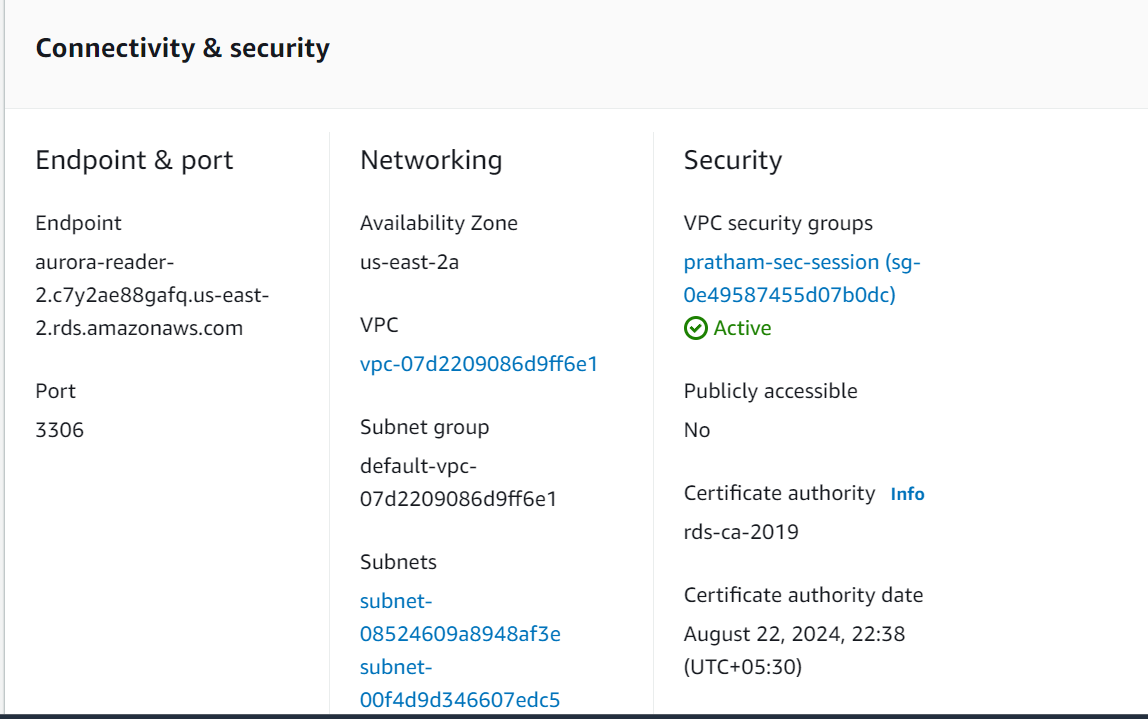 Connectivity & security
Endpoint & port
Endpoint
aurora-reader-
2.c7y2ae88gafq.us-east-
2.rds.amazonaws.com
Port
3306
Networking
Availability Zone
us-east-2a
VPC
vpc-07d2209086d9ff6e1
Subnet group
default-vpc-
07d2209086d9ff6e1
Subnets
subnet-
08524609a8948af3e
subnet-
00f4d9d346607edc5
Security
VPC security groups
pratham-sec-session (sg-
0e49587455d07b0dc)
Active
Publicly accessible
No
Certificate authority Info
rds-ca-2019
Certificate authority date
August 22, 2024, 22:38
(UTC+05:30)